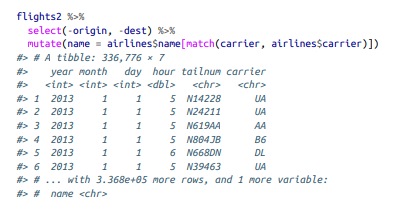 flights2 %>%
  select(-origin, -dest) %>%
  mutate(name = airlines$name[match(carrier, airlines$carrier)])
#> # A tibble: 336,776 × 7
#>    year month   day  hour tailnum carrier
#>   <int> <int> <int> <dbl>   <chr>   <chr>
#> 1  2013     1     1     5  N14228      UA
#> 2  2013     1     1     5  N24211      UA
#> 3  2013     1     1     5  N619AA      AA
#> 4  2013     1     1     5  N804JB      B6
#> 5  2013     1     1     6  N668DN      DL
#> 6  2013     1     1     5  N39463      UA
#> # ... with 3.368e+05 more rows, and 1 more variable:
#> #   name <chr>